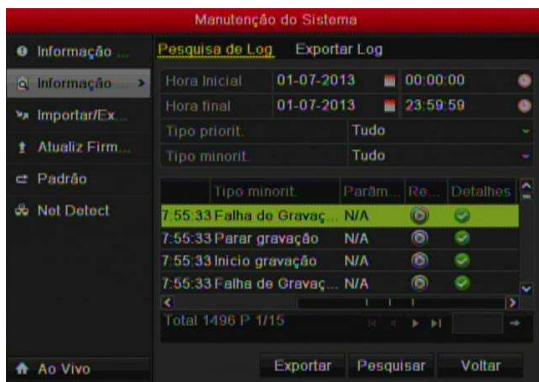 Manutenção do Sistema
Informação ...
Informação ...
Importar/Ex...
Atualiz Firm...
Padrão
Net Detect
Ao Vivo
Pesquisa de Log Exportar Log
Hora Inicial 01-07-2013 00:00:00
Hora final 01-07-2013 23:59:59
Tipo priorit. Tudo
Tipo minorit. Tudo
Tipo minorit. Parâm... Re... Detalhes
7:55:33 Falha de Gravaç... N/A
7:55:33 Parar gravação N/A
7:55:33 Inicio gravação N/A
7:55:33 Falha de Gravaç... N/A
Total 1496 P 1/15
Exportar Pesquisar Voltar